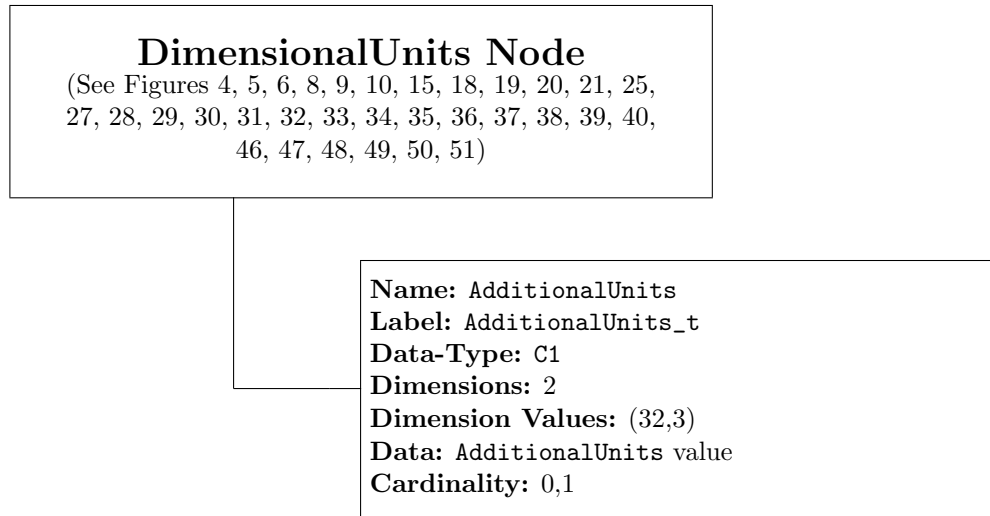 DimensionalUnits Node
(See Figures 4, 5, 6, 8, 9, 10, 15, 18, 19, 20, 21, 25,
27, 28, 29, 30, 31, 32, 33, 34, 35, 36, 37, 38, 39, 40,
46, 47, 48, 49, 50, 51)
Name: AdditionalUnits
Label: AdditionalUnits_t
Data-Type: C1
Dimensions: 2
Dimension Values: (32,3)
Data: AdditionalUnits value
Cardinality: 0,1